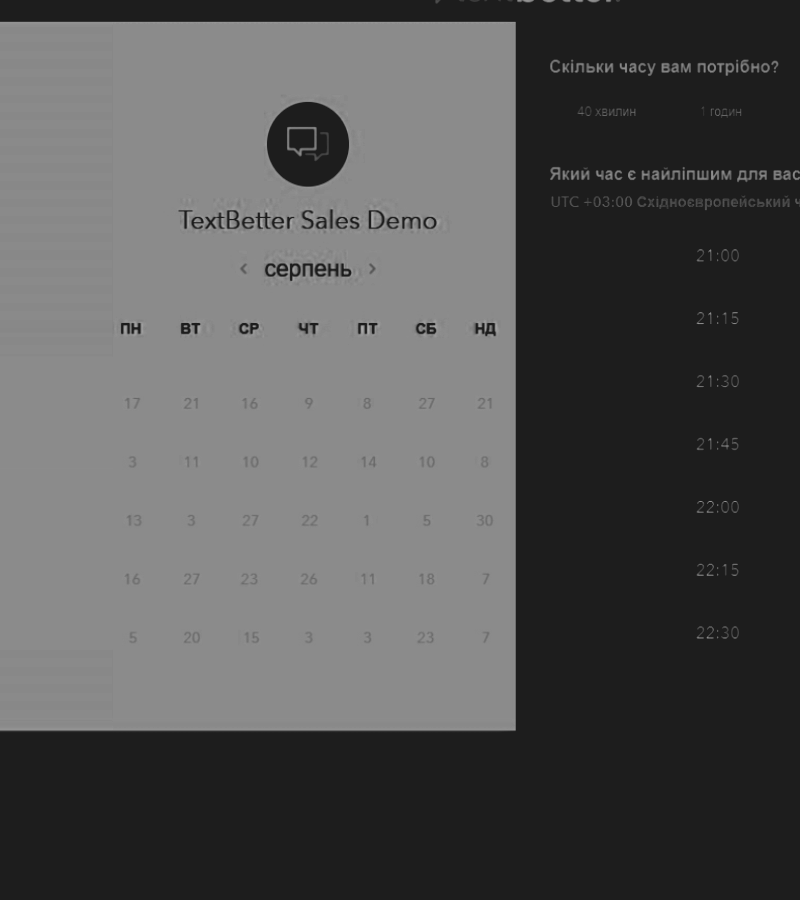 TextBetter Sales Demo
‹ серпень ›
ПН ВТ СР ЧТ ПТ СБ НД
17 21 16 9 8 27 21
3 11 10 12 14 10 8
13 3 27 22 1 5 30
16 27 23 26 11 18 7
5 20 15 3 3 23 7
Скільки часу вам потрібно?
40 хвилин 1 годин
Який час є найліпшим для вас
UTC +03:00 Східноєвропейський
21:00
21:15
21:30
21:45
22:00
22:15
22:30